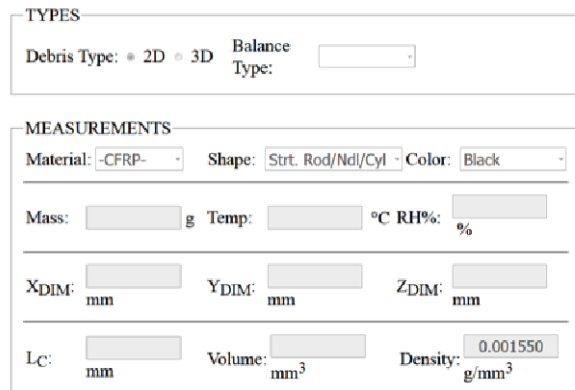 TYPES
Debris Type: 2D 3D Balance Type:
MEASUREMENTS
Material: -CFRP- Shape: Strt. Rod/Ndl/Cyl Color: Black
Mass: g Temp: °C RH%: %
XDIM: mm YDIM: mm ZDIM: mm
LC: mm Volume: mm3 Density: 0.001550 g/mm3